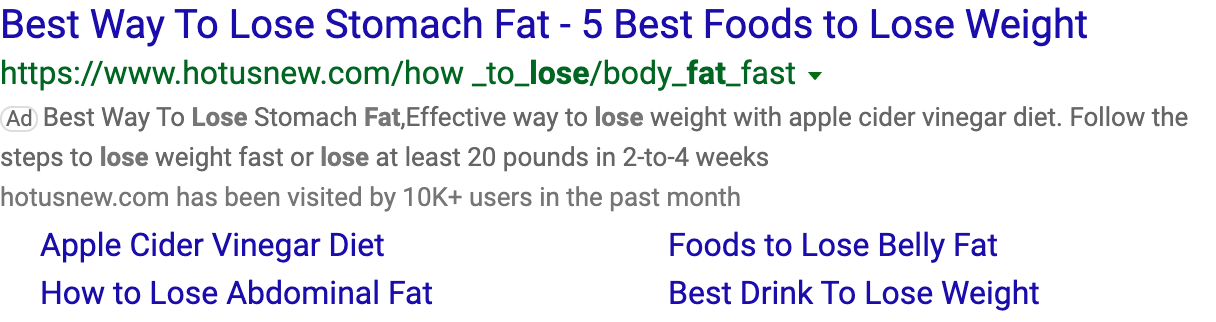 Best Way To Lose Stomach Fat - 5 Best Foods to Lose Weight
https://www.hotusnew.com/how _to_lose/body_fat_fast
Ad Best Way To Lose Stomach Fat,Effective way to lose weight with apple cider vinegar diet. Follow the
steps to lose weight fast or lose at least 20 pounds in 2-to-4 weeks
hotusnew.com has been visited by 10K+ users in the past month
Apple Cider Vinegar Diet
Foods to Lose Belly Fat
How to Lose Abdominal Fat
Best Drink To Lose Weight